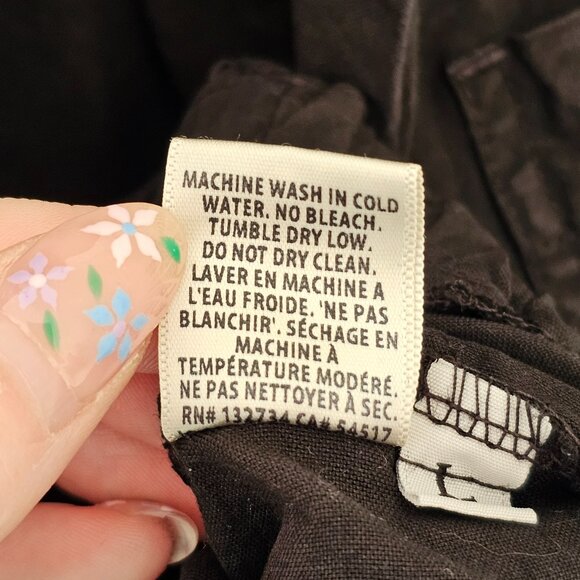 MACHINE WASH IN COLD
WATER. NO BLEACH.
TUMBLE DRY LOW.
DO NOT DRY CLEAN.
LAVER EN MACHINE A
L'EAU FROIDE. 'NE PAS
BLANCHIR'. SÉCHAGE EN
MACHINE À
TEMPÉRATURE MODÉRÉ.
NE PAS NETTOYER À SEC.
RN# 132734 CA# 54517
L